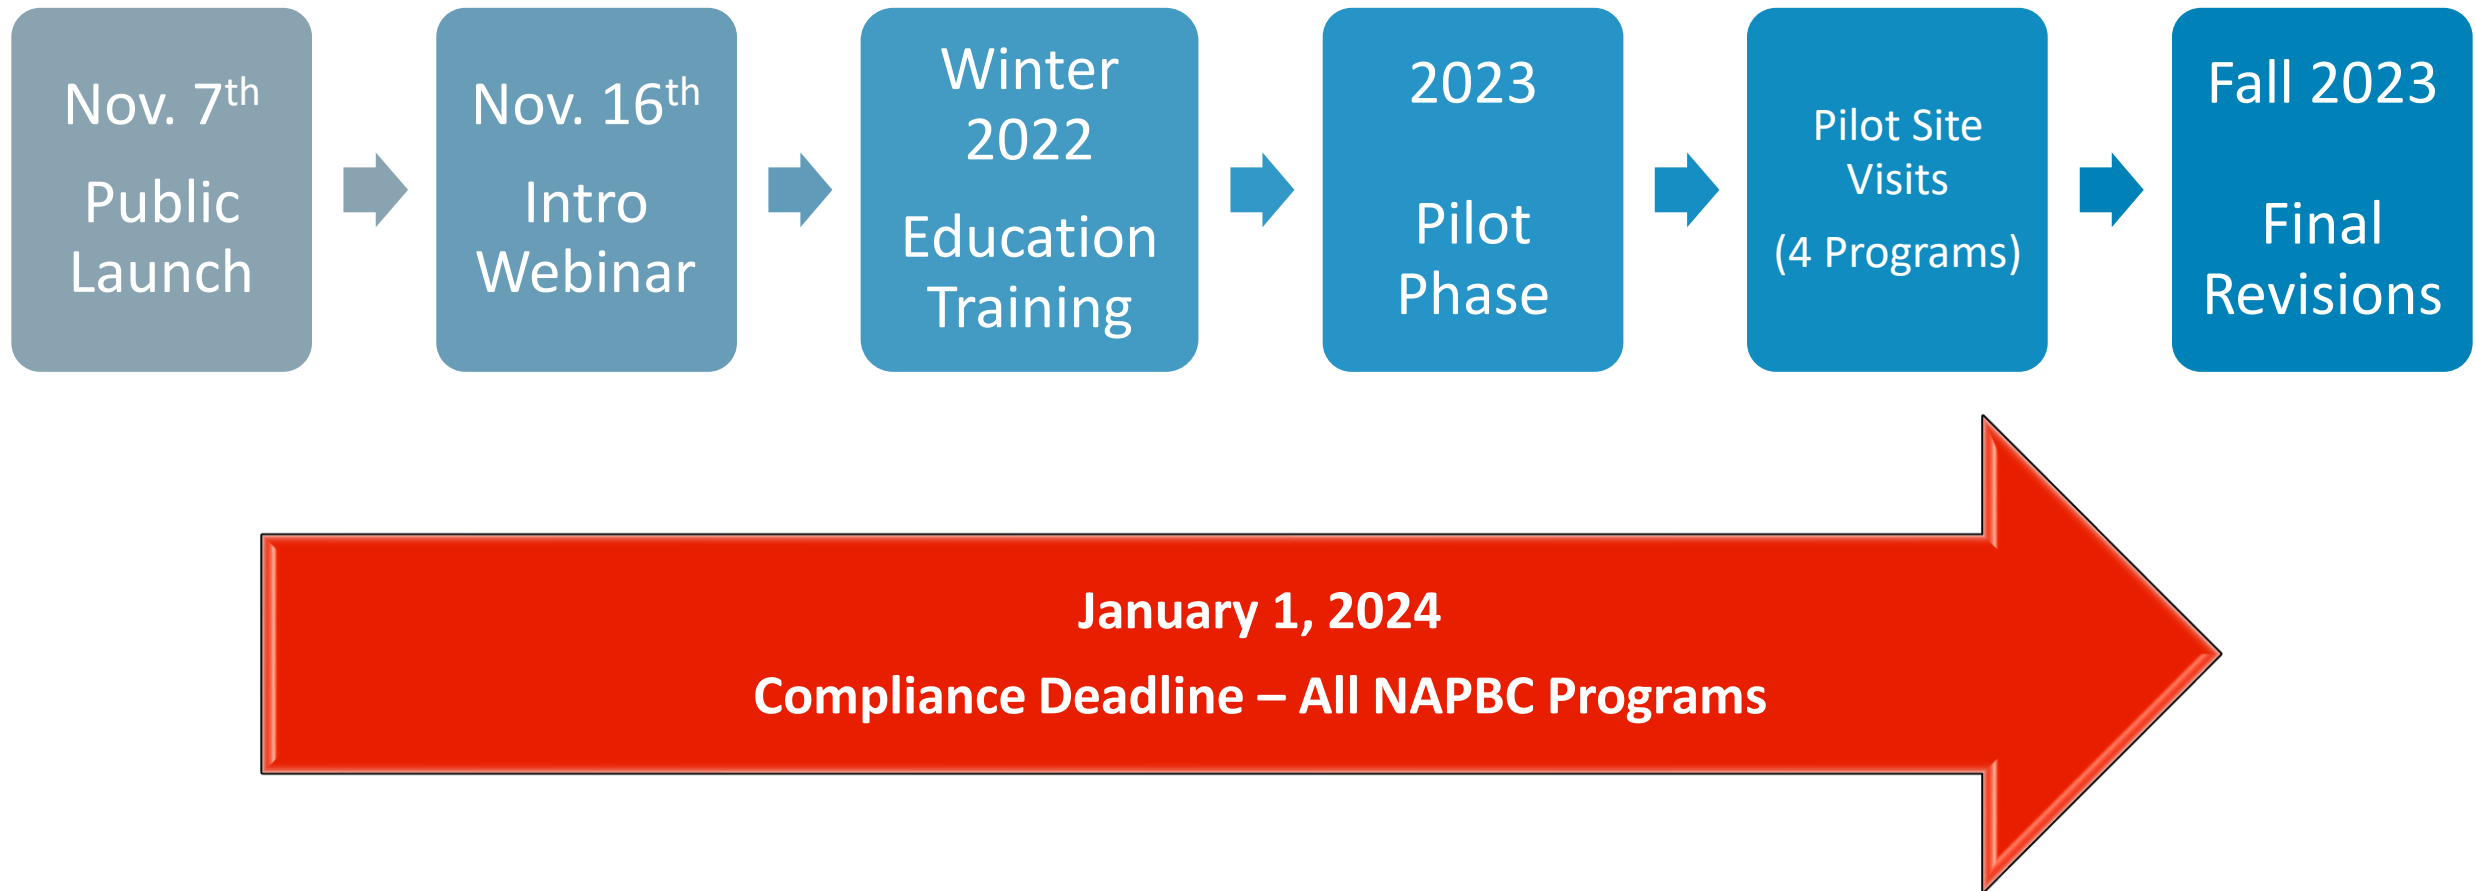 Nov. 7th
Public
Launch
Nov. 16th
Intro
Webinar
Winter
2022
Education
Training
2023
Pilot
Phase
Pilot Site
Visits
(4 Programs)
Fall 2023
Final
Revisions
January 1, 2024
Compliance Deadline – All NAPBC Programs